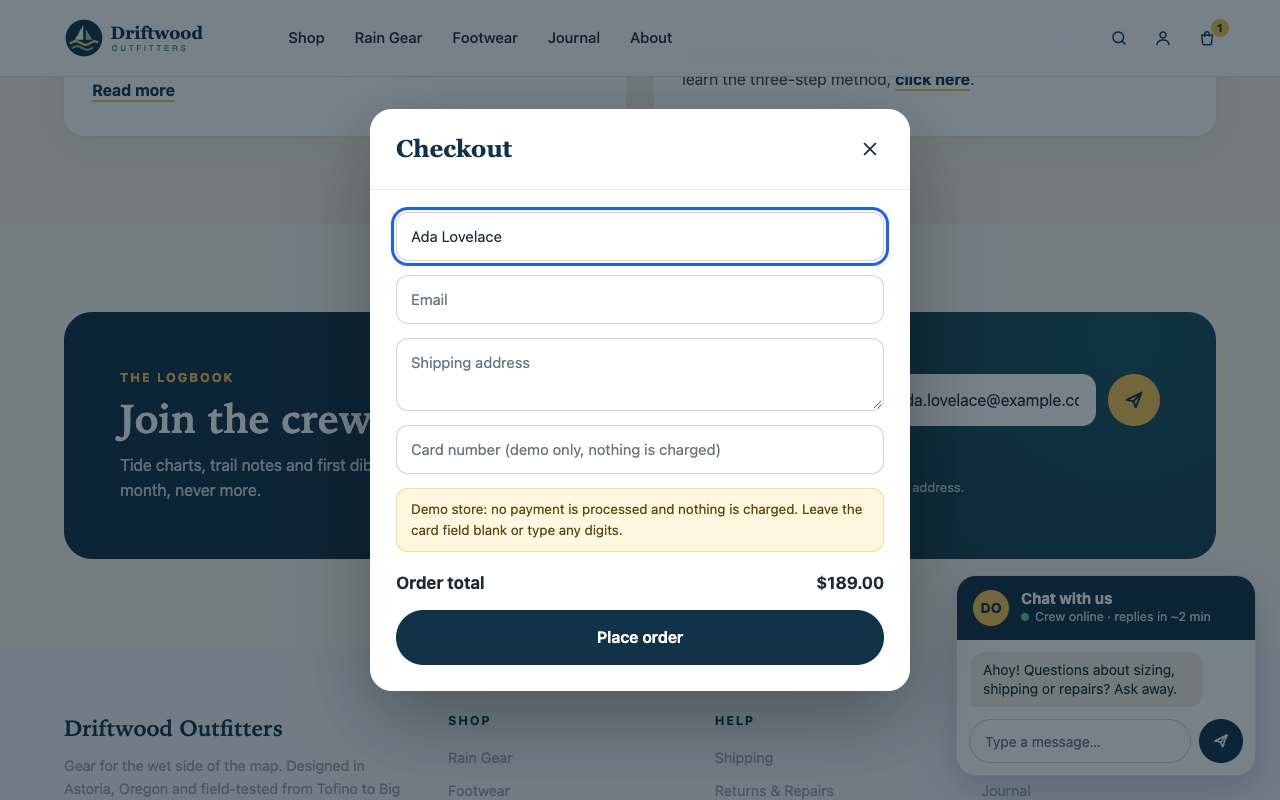 Driftwood
OUTFITTERS
Shop
Rain Gear
Footwear
Journal
About
1
Read more
learn the three-step method, click here.
Checkout
Ada Lovelace
Email
Shipping address
Card number (demo only, nothing is charged)
Demo store: no payment is processed and nothing is charged. Leave the
card field blank or type any digits.
Order total
$189.00
Place order
THE LOGBOOK
Join the crew
Tide charts, trail notes and first
month, never more.
da.lovelace@example.co
address.
DO
Chat with us
Crew online · replies in ~2 min
Ahoy! Questions about sizing,
shipping or repairs? Ask away.
Type a message...
Driftwood Outfitters
Gear for the wet side of the map. Designed in
Astoria, Oregon and field-tested from Tofino to Big
SHOP
Rain Gear
Footwear
HELP
Shipping
Returns & Repairs
Journal